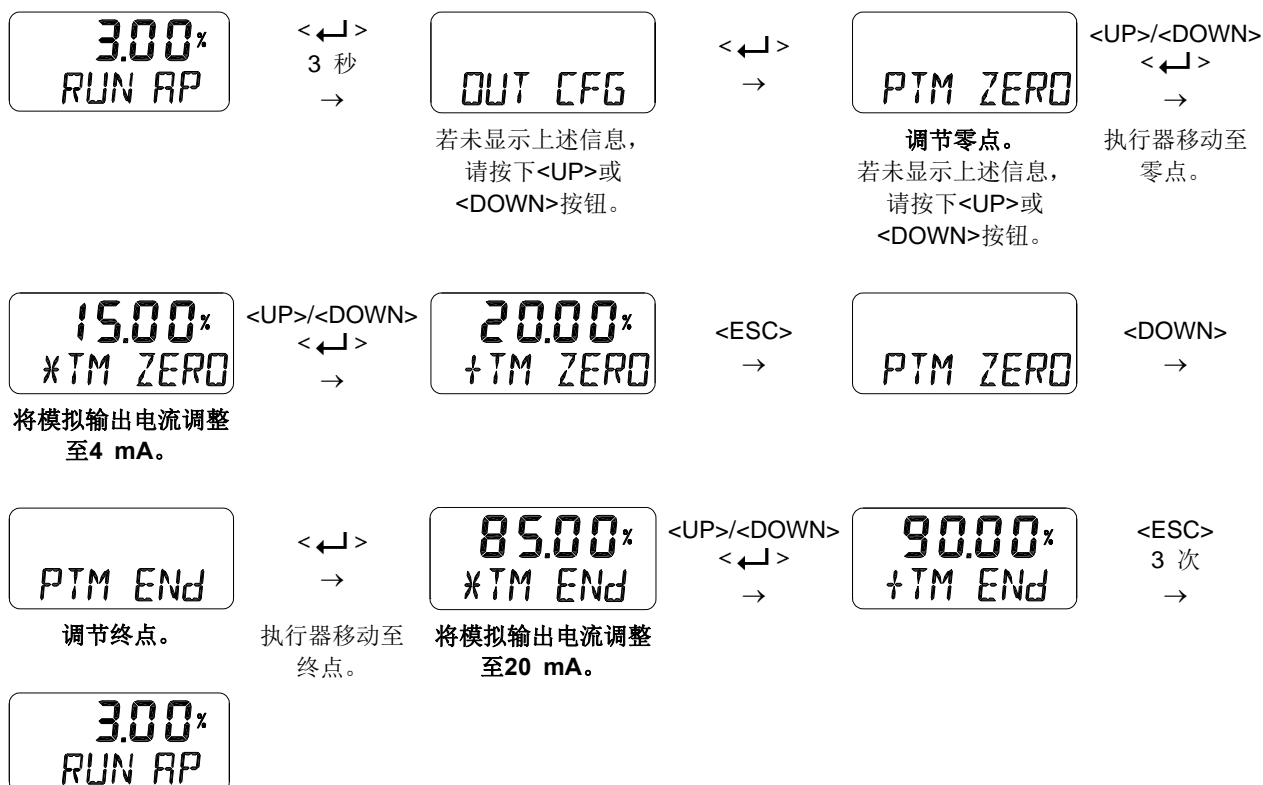 3.00%
RUN AP
< ↵ >
3 秒
→
OUT CFG
若未显示上述信息，
请按下<UP>或
<DOWN>按钮。
< ↵ >
→
PTM ZERO
调节零点。
若未显示上述信息，
请按下<UP>或
<DOWN>按钮。
<UP>/<DOWN>
< ↵ >
→
执行器移动至
零点。
15.00%
*TM ZERO
将模拟输出电流调整
至4 mA。
<UP>/<DOWN>
< ↵ >
→
20.00%
+TM ZERO
<ESC>
→
PTM ZERO
<DOWN>
→
PTM ENd
调节终点。
< ↵ >
→
执行器移动至
终点。
85.00%
*TM ENd
将模拟输出电流调整
至20 mA。
<UP>/<DOWN>
< ↵ >
→
90.00%
+TM ENd
<ESC>
3 次
→
3.00%
RUN AP